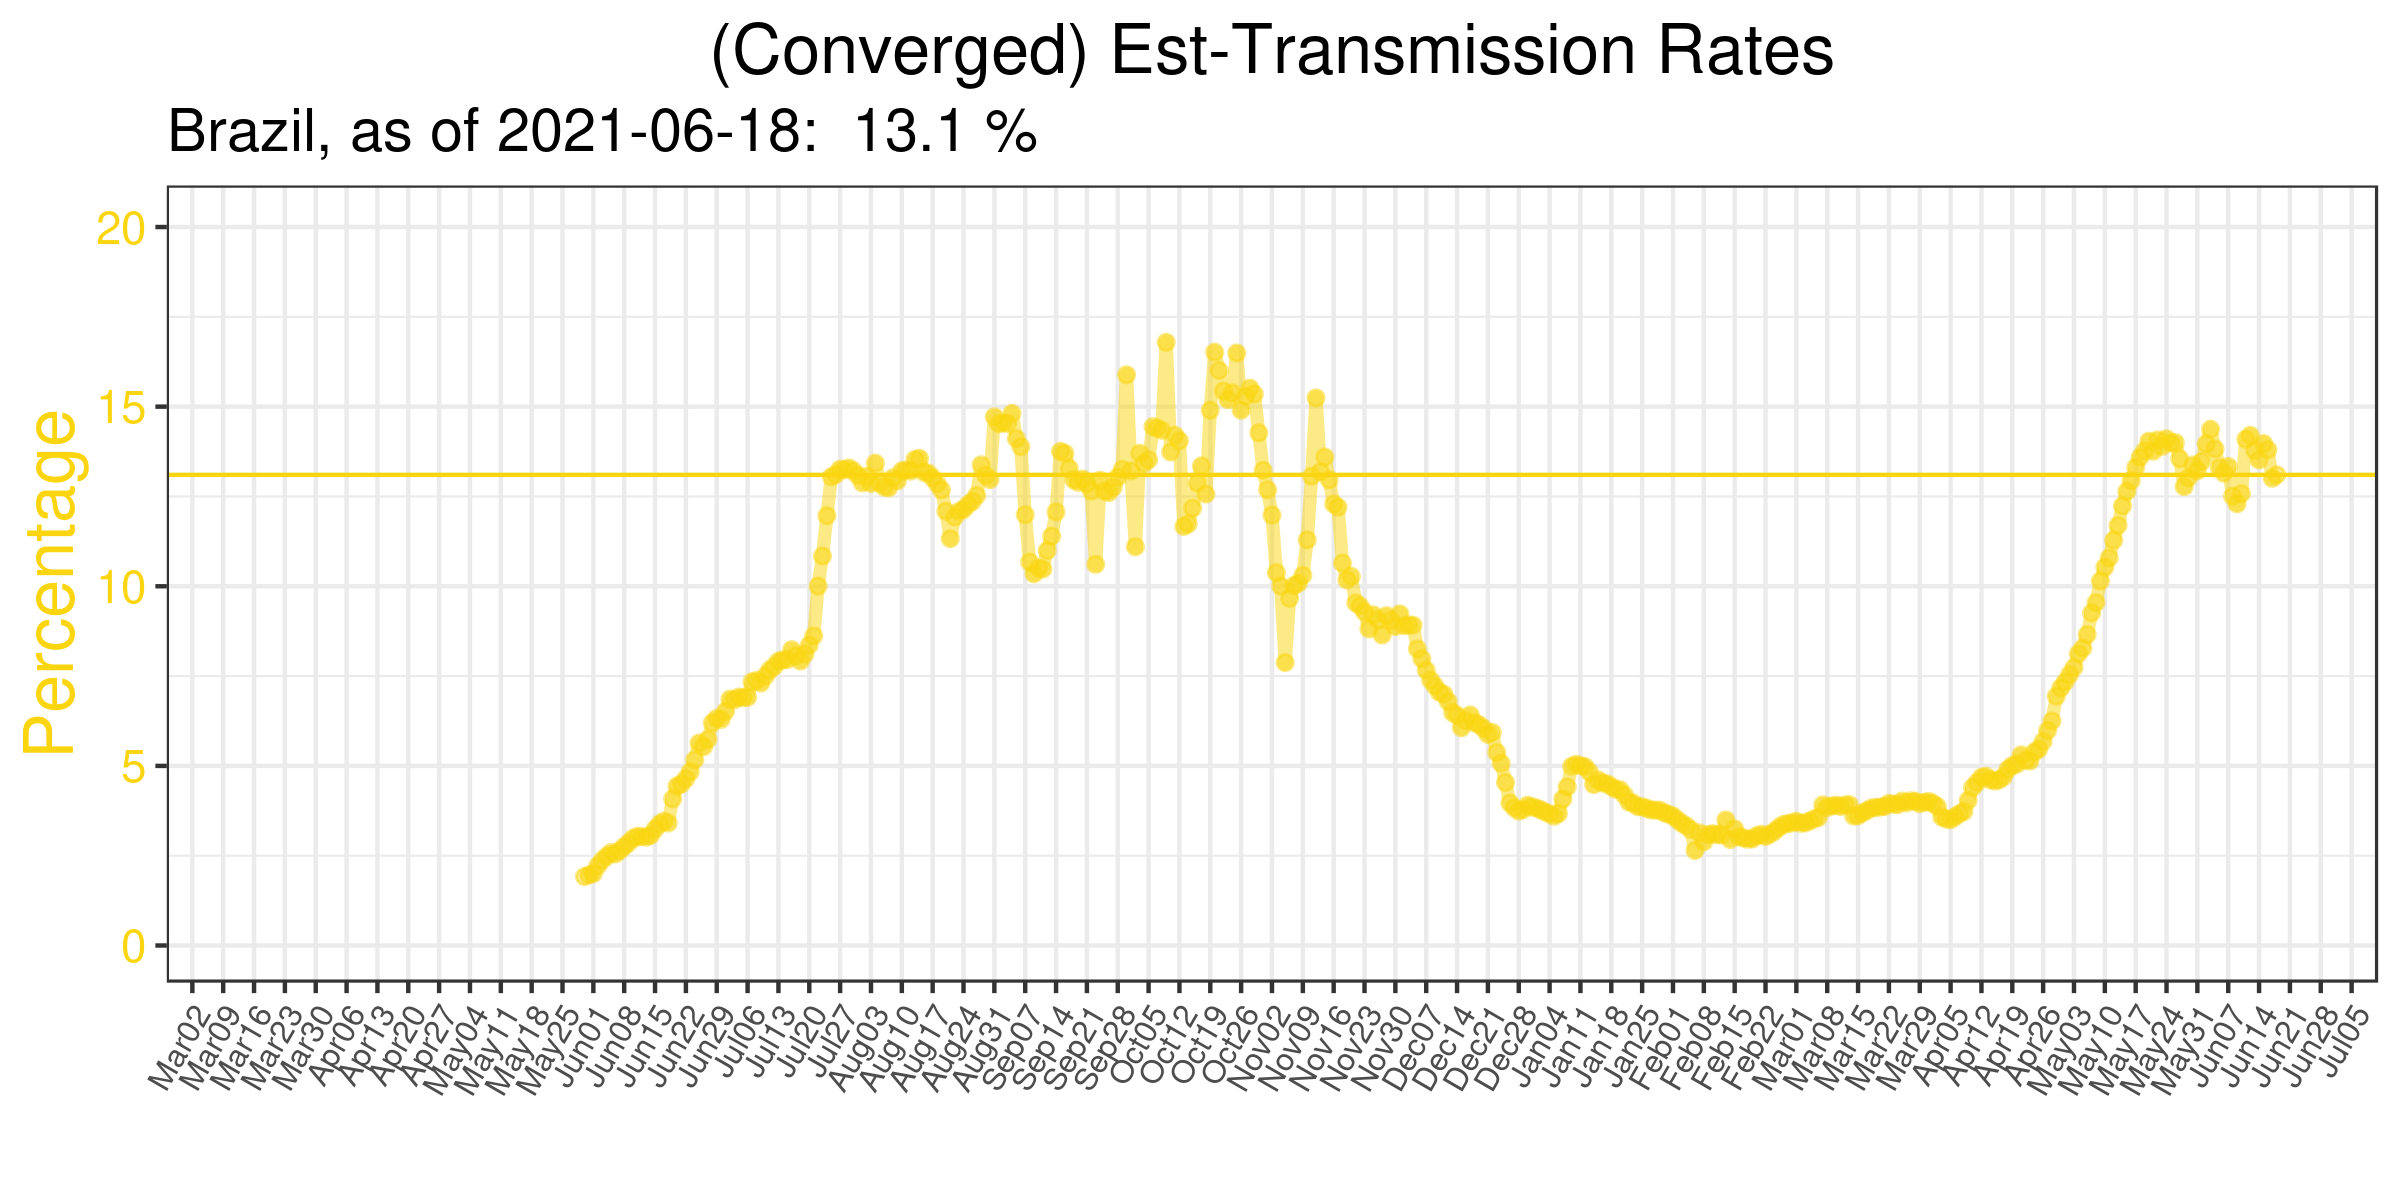 (Converged) Est-Transmission Rates
Brazil, as of 2021-06-18:  13.1 %
Percentage
20
15
10
5
0
Mar02
Mar09
Mar16
Mar23
Mar30
Apr06
Apr13
Apr20
Apr27
May04
May11
May18
May25
Jun01
Jun08
Jun15
Jun22
Jun29
Jul06
Jul13
Jul20
Jul27
Aug03
Aug10
Aug17
Aug24
Aug31
Sep07
Sep14
Sep21
Sep28
Oct05
Oct12
Oct19
Oct26
Nov02
Nov09
Nov16
Nov23
Nov30
Dec07
Dec14
Dec21
Dec28
Jan04
Jan11
Jan18
Jan25
Feb01
Feb08
Feb15
Feb22
Mar01
Mar08
Mar15
Mar22
Mar29
Apr05
Apr12
Apr19
Apr26
May03
May10
May17
May24
May31
Jun07
Jun14
Jun21
Jun28
Jul05